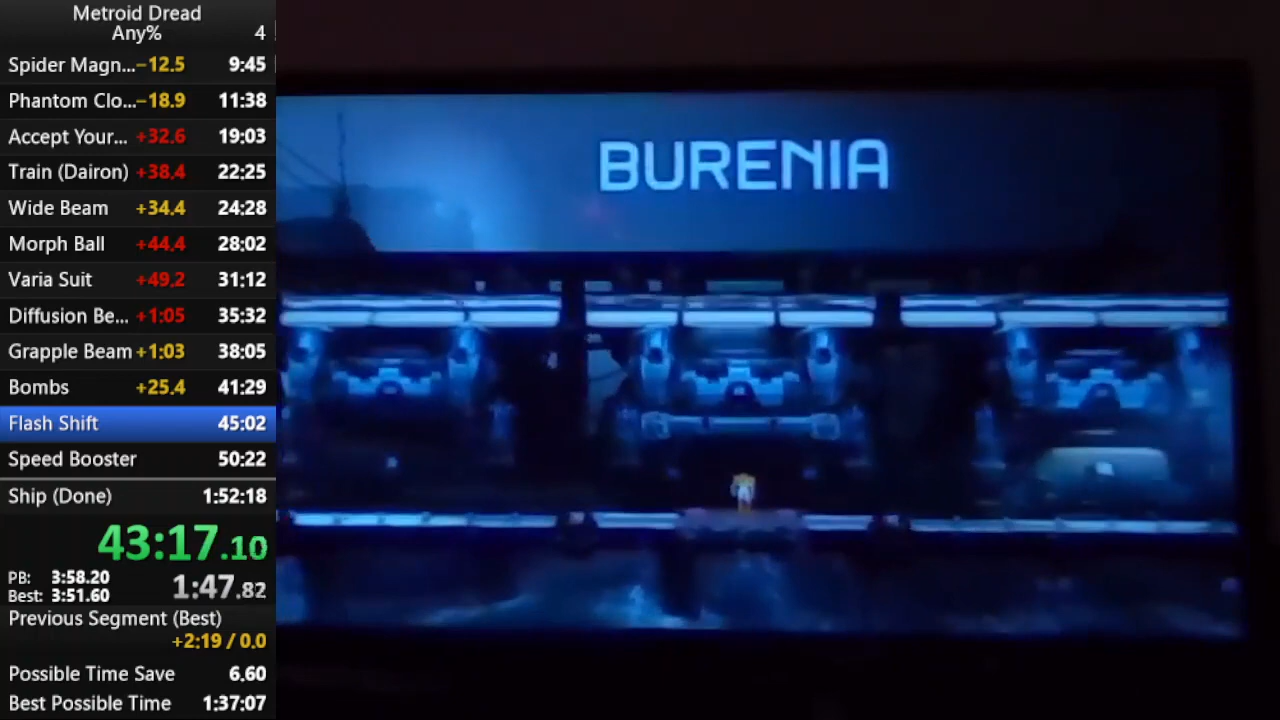 Metroid Dread
Any% 4
Spider Magn... −12.5 9:45
Phantom Clo... −18.9 11:38
Accept Your... +32.6 19:03
Train (Dairon) +38.4 22:25
Wide Beam +34.4 24:28
Morph Ball +44.4 28:02
Varia Suit +49.2 31:12
Diffusion Be... +1:05 35:32
Grapple Beam +1:03 38:05
Bombs +25.4 41:29
Flash Shift 45:02
Speed Booster 50:22
Ship (Done) 1:52:18
43:17.10
PB: 3:58.20
Best: 3:51.60
1:47.82
Previous Segment (Best)
+2:19 / 0.0
Possible Time Save 6.60
Best Possible Time 1:37:07
BURENIA